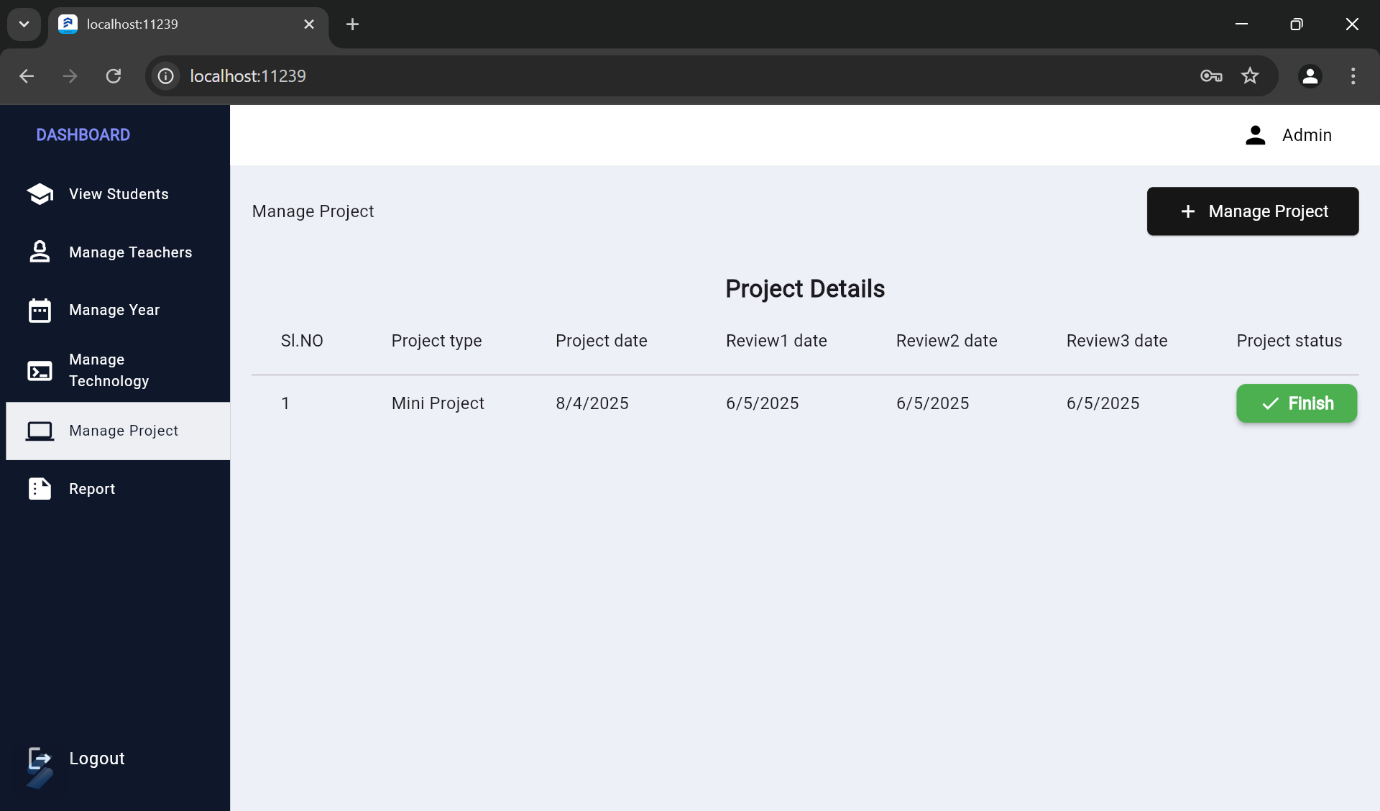 localhost:11239
localhost:11239
DASHBOARD
Admin
View Students
Manage Project
+ Manage Project
Manage Teachers
Project Details
Manage Year
Sl.NO Project type Project date Review1 date Review2 date Review3 date Project status
Manage
Technology
1 Mini Project 8/4/2025 6/5/2025 6/5/2025 6/5/2025 Finish
Manage Project
Report
Logout